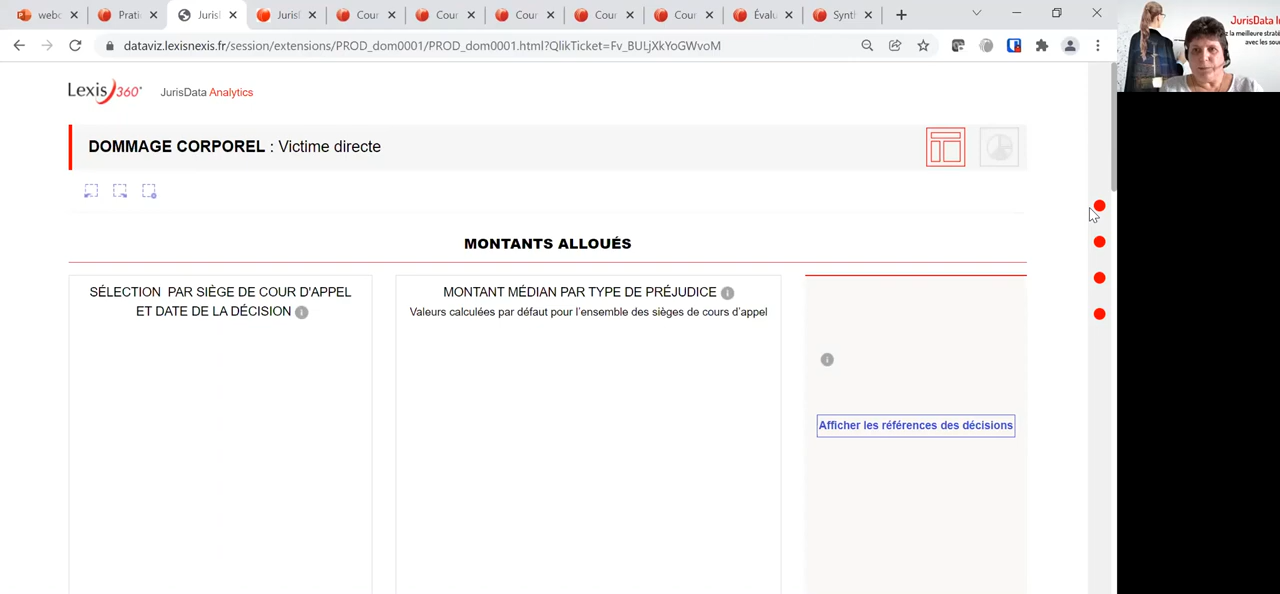 webc
Prati
Juris
Jurisf
Cour
Cour
Cour
Cour
Cour
Évalu
Synth
dataviz.lexisnexis.fr/session/extensions/PROD_dom0001/PROD_dom0001.html?QlikTicket=Fv_BULjXkYoGWvoM
JurisData I
la meilleure straté
avec les sou
Lexis 360° JurisData Analytics
DOMMAGE CORPOREL : Victime directe
MONTANTS ALLOUÉS
SÉLECTION PAR SIÈGE DE COUR D'APPEL
ET DATE DE LA DÉCISION
MONTANT MÉDIAN PAR TYPE DE PRÉJUDICE
Valeurs calculées par défaut pour l'ensemble des sièges de cours d'appel
Afficher les références des décisions